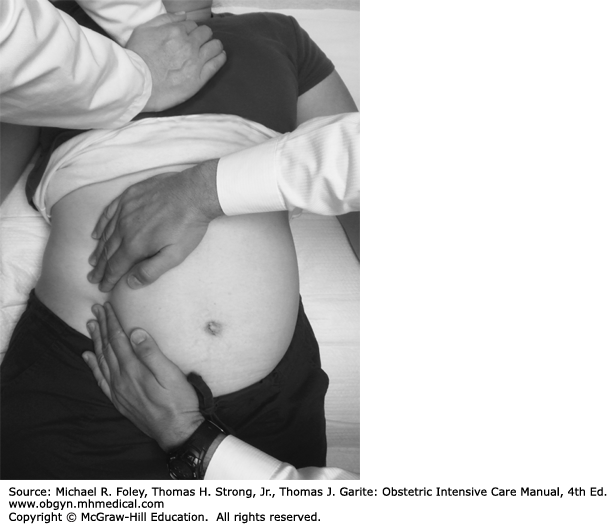 Source: Michael R. Foley, Thomas H. Strong, Jr., Thomas J. Garite: Obstetric Intensive Care Manual, 4th Ed.
www.obgyn.mhmedical.com
Copyright © McGraw-Hill Education.  All rights reserved.